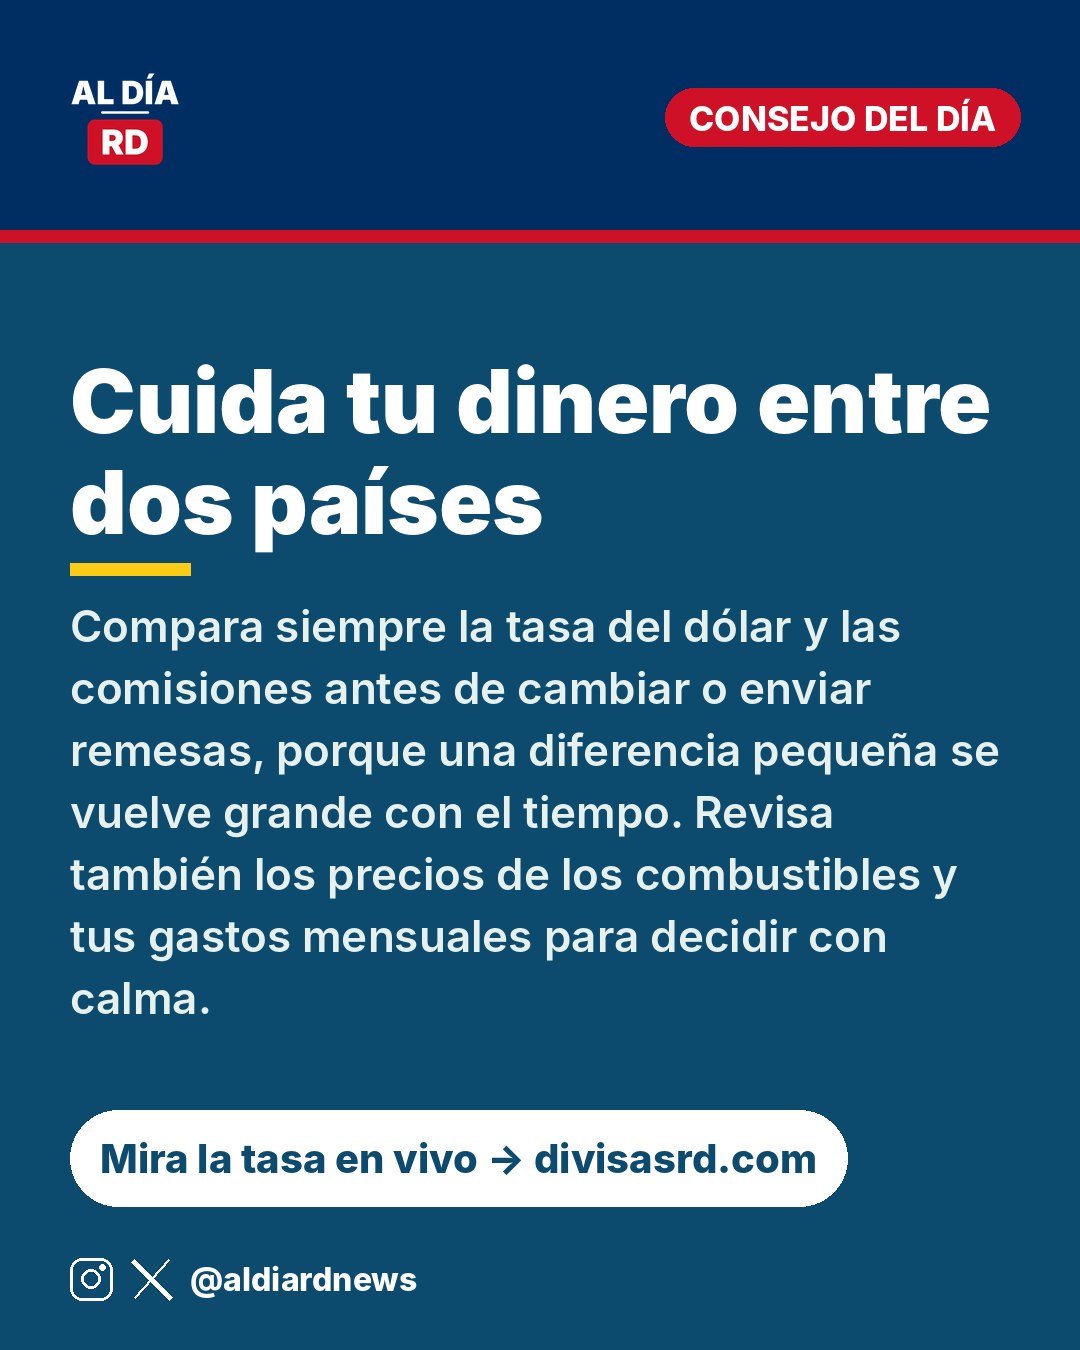 AL DÍA
RD
CONSEJO DEL DÍA
Cuida tu dinero entre
dos países
Compara siempre la tasa del dólar y las
comisiones antes de cambiar o enviar
remesas, porque una diferencia pequeña se
vuelve grande con el tiempo. Revisa
también los precios de los combustibles y
tus gastos mensuales para decidir con
calma.
Mira la tasa en vivo → divisasrd.com
@aldiardnews